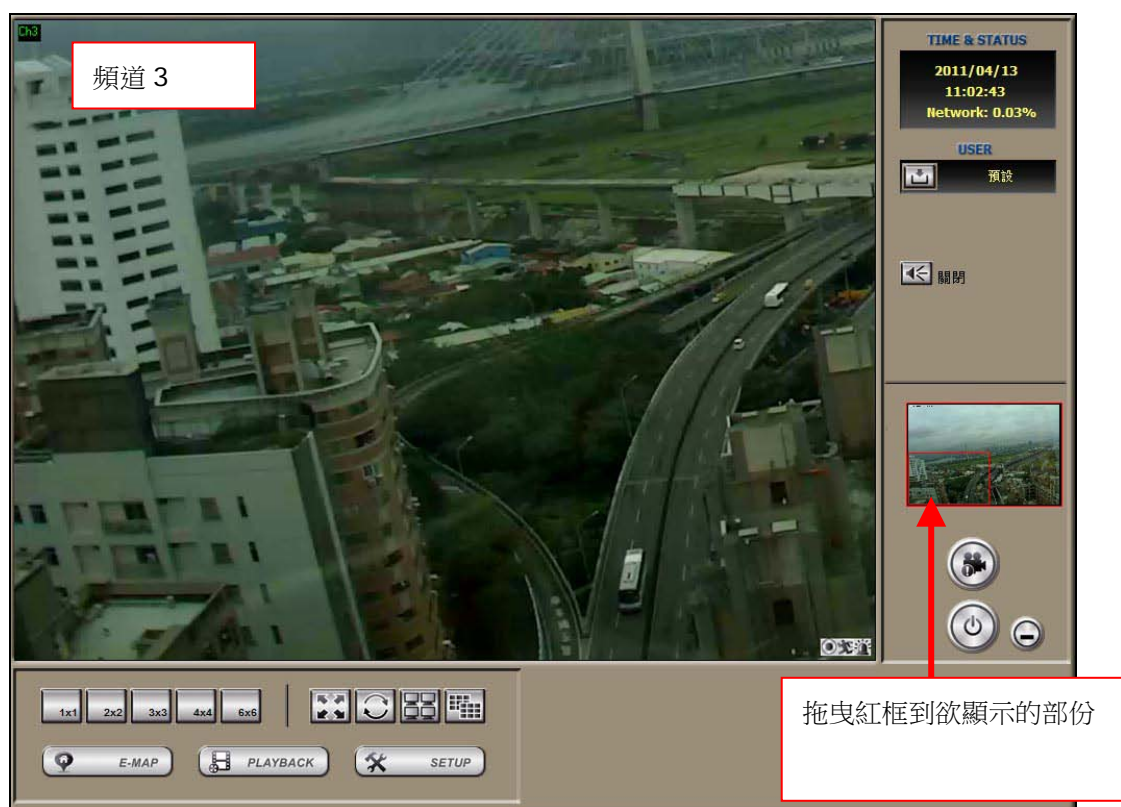 Ch3
頻道 3
TIME & STATUS
2011/04/13
11:02:43
Network: 0.03%
USER
預設
關閉
拖曳紅框到欲顯示的部份
1x1 2x2 3x3 4x4 6x6
E-MAP PLAYBACK SETUP